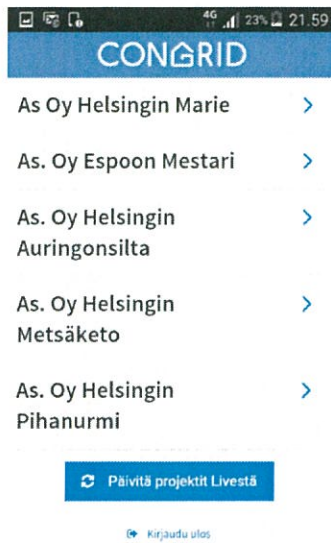 4G 23% 21.59
CONGRID
As Oy Helsingin Marie
As. Oy Espoon Mestari
As. Oy Helsingin
Auringonsilta
As. Oy Helsingin
Metsäketo
As. Oy Helsingin
Pihanurmi
Päivitä projektit Livestä
Kirjaudu ulos